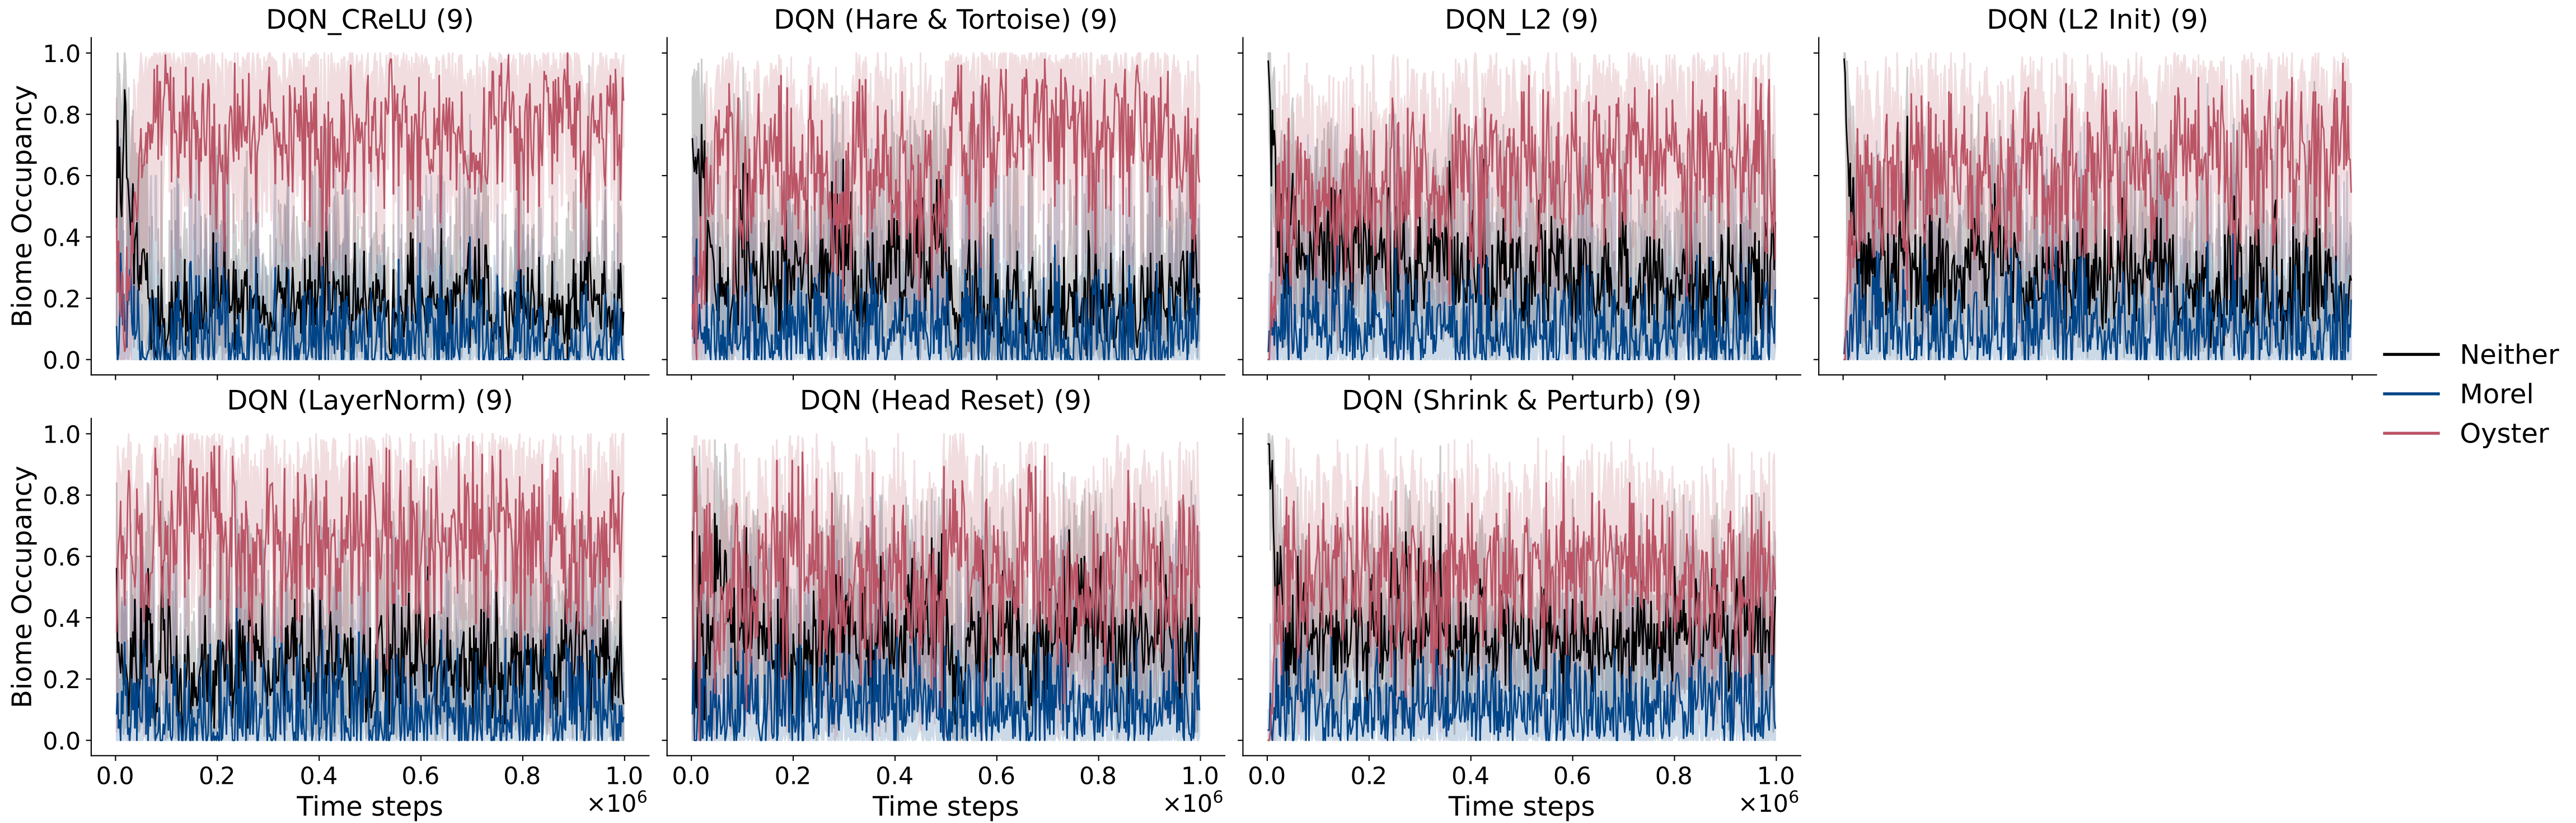 DQN_CReLU (9)
DQN (Hare & Tortoise) (9)
DQN_L2 (9)
DQN (L2 Init) (9)
Biome Occupancy
1.0
0.8
0.6
0.4
0.2
0.0
Neither
Morel
Oyster
DQN (LayerNorm) (9)
DQN (Head Reset) (9)
DQN (Shrink & Perturb) (9)
Biome Occupancy
1.0
0.8
0.6
0.4
0.2
0.0
0.0 0.2 0.4 0.6 0.8 1.0
Time steps ×10⁶
0.0 0.2 0.4 0.6 0.8 1.0
Time steps ×10⁶
0.0 0.2 0.4 0.6 0.8 1.0
Time steps ×10⁶